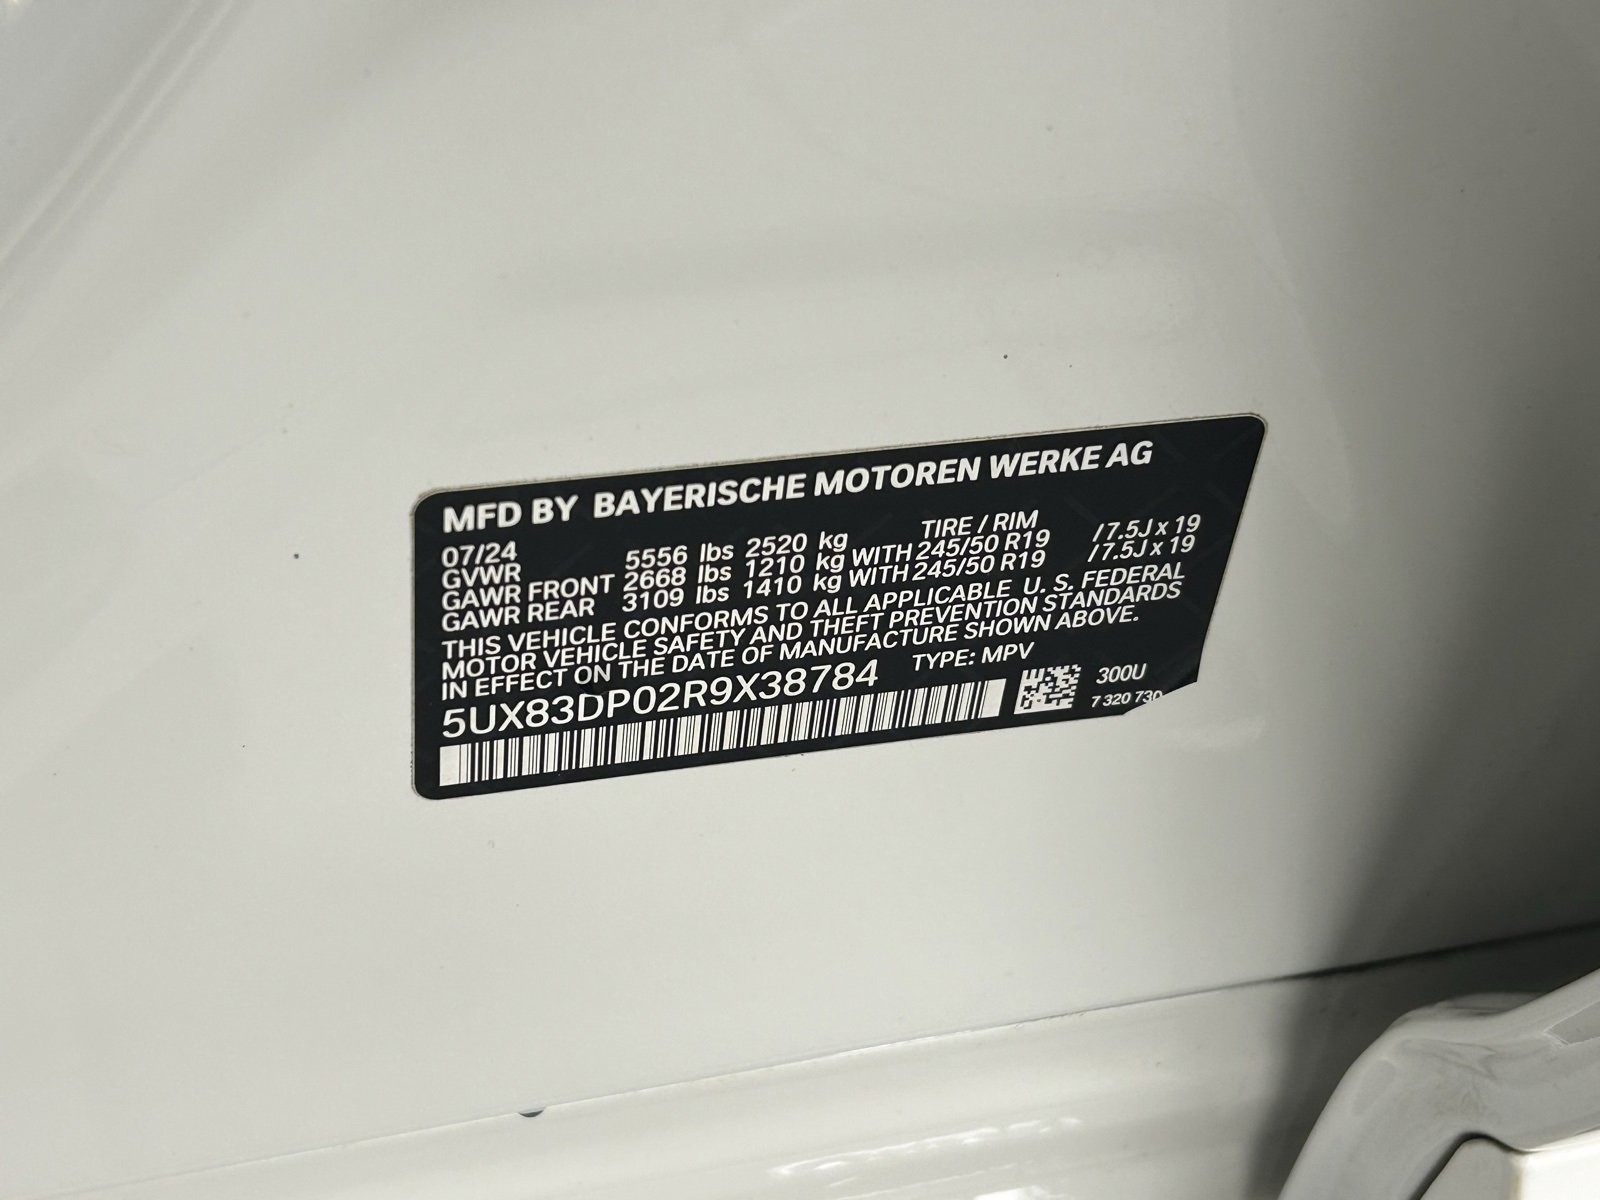 MFD BY BAYERISCHE MOTOREN WERKE AG
07/24 TIRE / RIM
GVWR 5556 lbs 2520 kg
GAWR FRONT 2668 lbs 1210 kg WITH 245/50 R19 /7.5J x 19
GAWR REAR 3109 lbs 1410 kg WITH 245/50 R19 /7.5J x 19
THIS VEHICLE CONFORMS TO ALL APPLICABLE U. S. FEDERAL
MOTOR VEHICLE SAFETY AND THEFT PREVENTION STANDARDS
IN EFFECT ON THE DATE OF MANUFACTURE SHOWN ABOVE.
5UX83DP02R9X38784 TYPE: MPV
300U
7 320 730